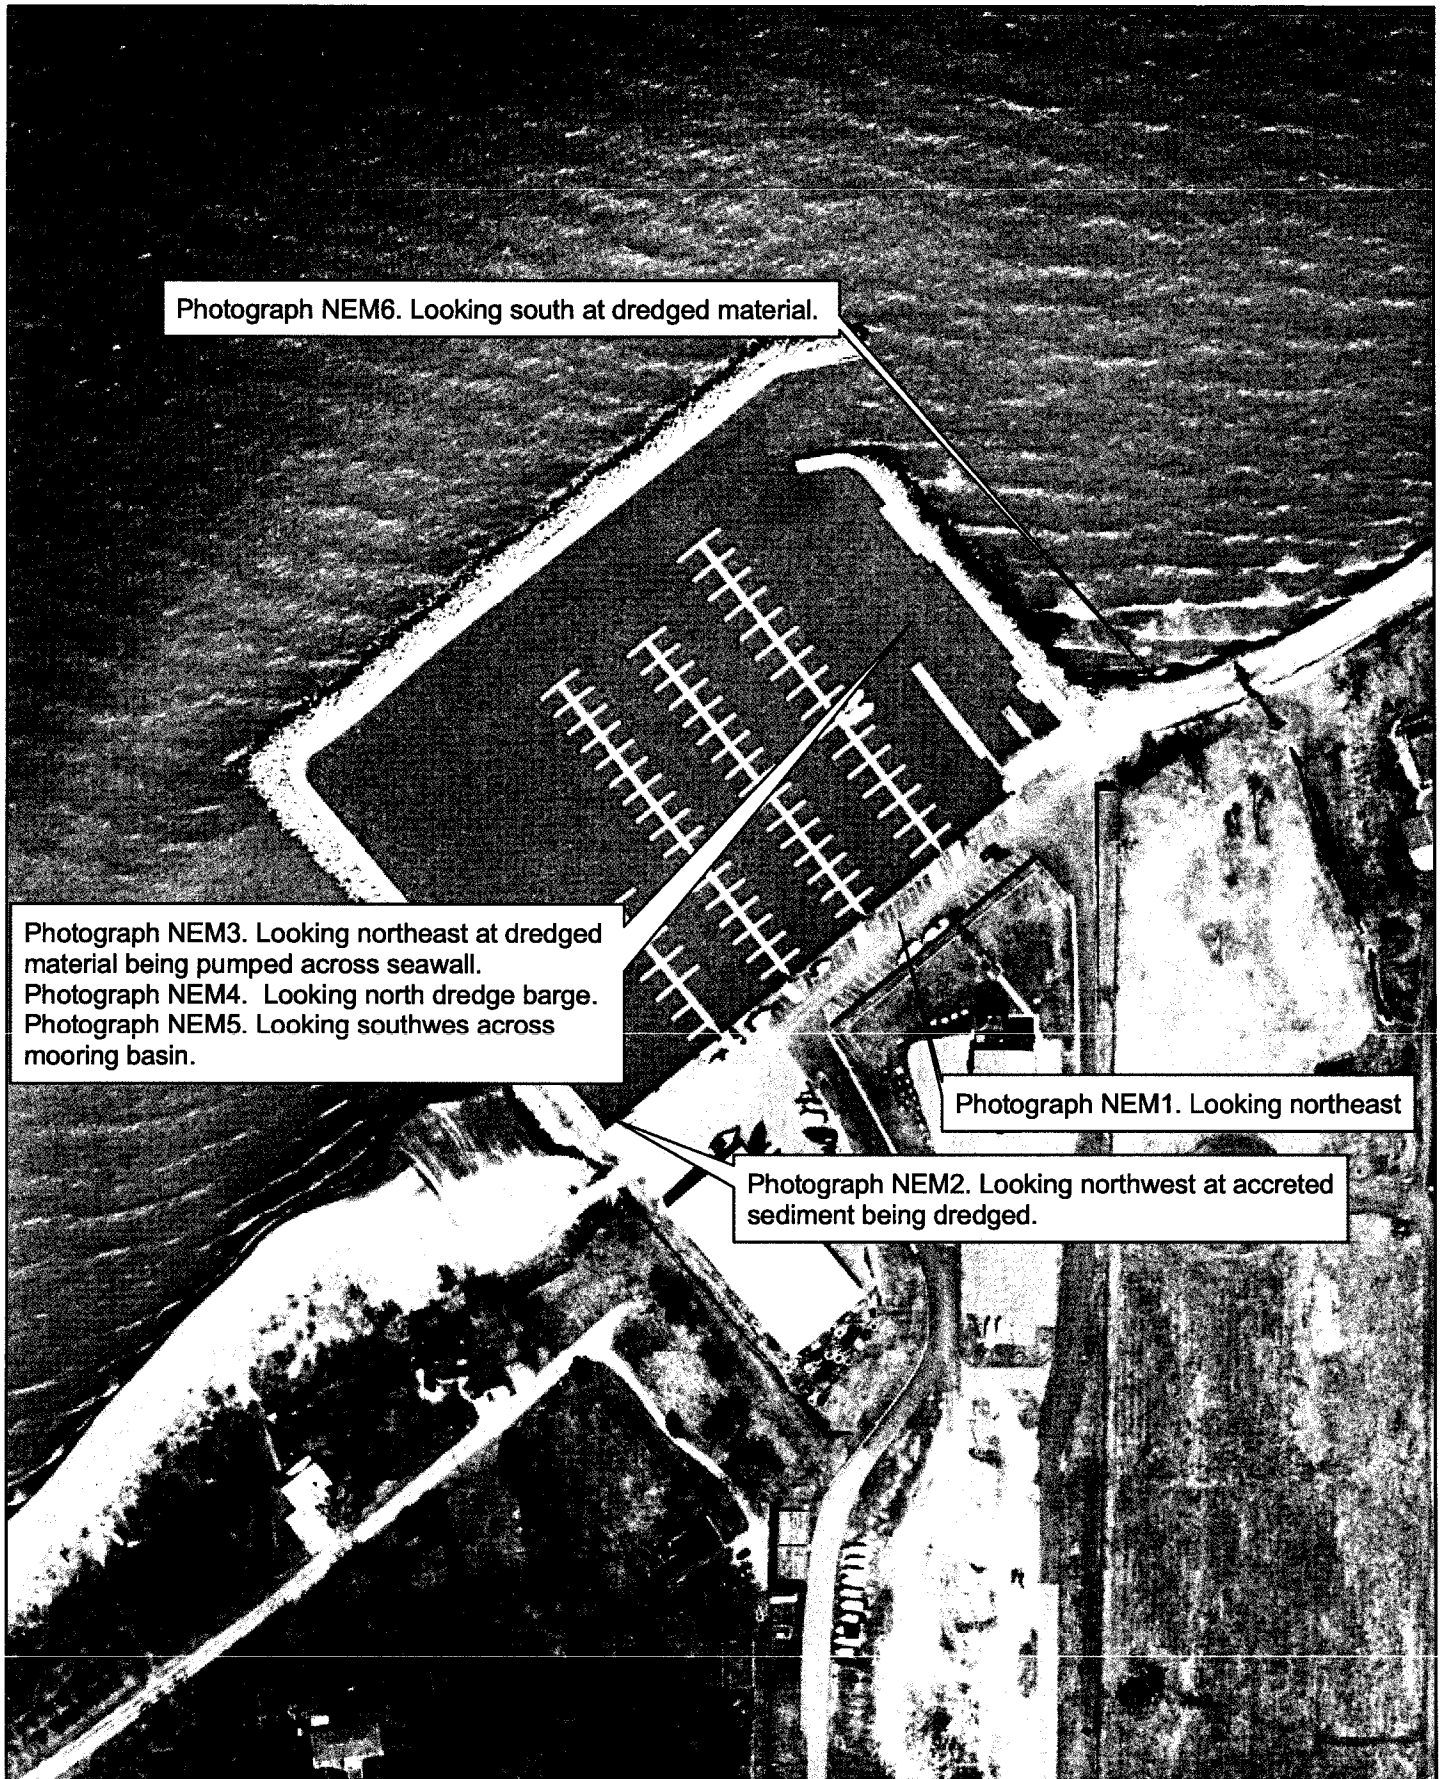 Photograph NEM6. Looking south at dredged material.
Photograph NEM3. Looking northeast at dredged
material being pumped across seawall.
Photograph NEM4. Looking north dredge barge.
Photograph NEM5. Looking southwes across
mooring basin.
Photograph NEM1. Looking northeast
Photograph NEM2. Looking northwest at accreted
sediment being dredged.